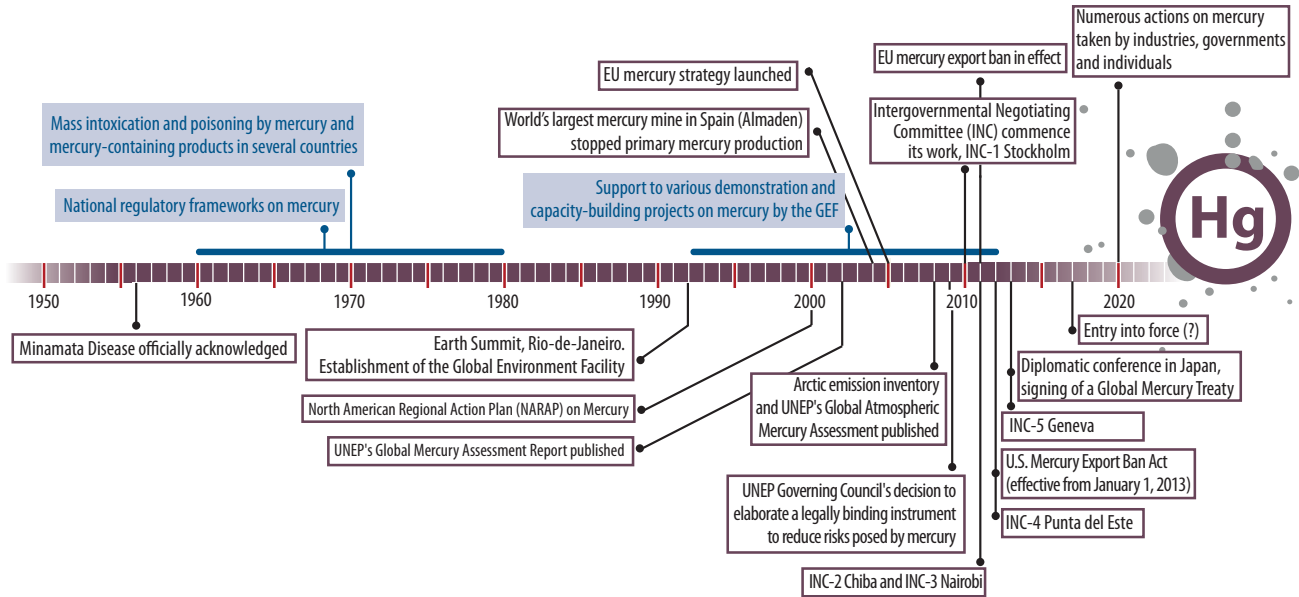 Numerous actions on mercury
taken by industries, governments
and individuals
EU mercury export ban in effect
EU mercury strategy launched
Intergovernmental Negotiating
Committee (INC) commence
its work, INC-1 Stockholm
World's largest mercury mine in Spain (Almaden)
stopped primary mercury production
Mass intoxication and poisoning by mercury and
mercury-containing products in several countries
National regulatory frameworks on mercury
Support to various demonstration and
capacity-building projects on mercury by the GEF
Hg
1950
1960
1970
1980
1990
2000
2010
2020
Minamata Disease officially acknowledged
Earth Summit, Rio-de-Janeiro.
Establishment of the Global Environment Facility
North American Regional Action Plan (NARAP) on Mercury
UNEP's Global Mercury Assessment Report published
Arctic emission inventory
and UNEP's Global Atmospheric
Mercury Assessment published
UNEP Governing Council's decision to
elaborate a legally binding instrument
to reduce risks posed by mercury
INC-2 Chiba and INC-3 Nairobi
Entry into force (?)
Diplomatic conference in Japan,
signing of a Global Mercury Treaty
INC-5 Geneva
U.S. Mercury Export Ban Act
(effective from January 1, 2013)
INC-4 Punta del Este